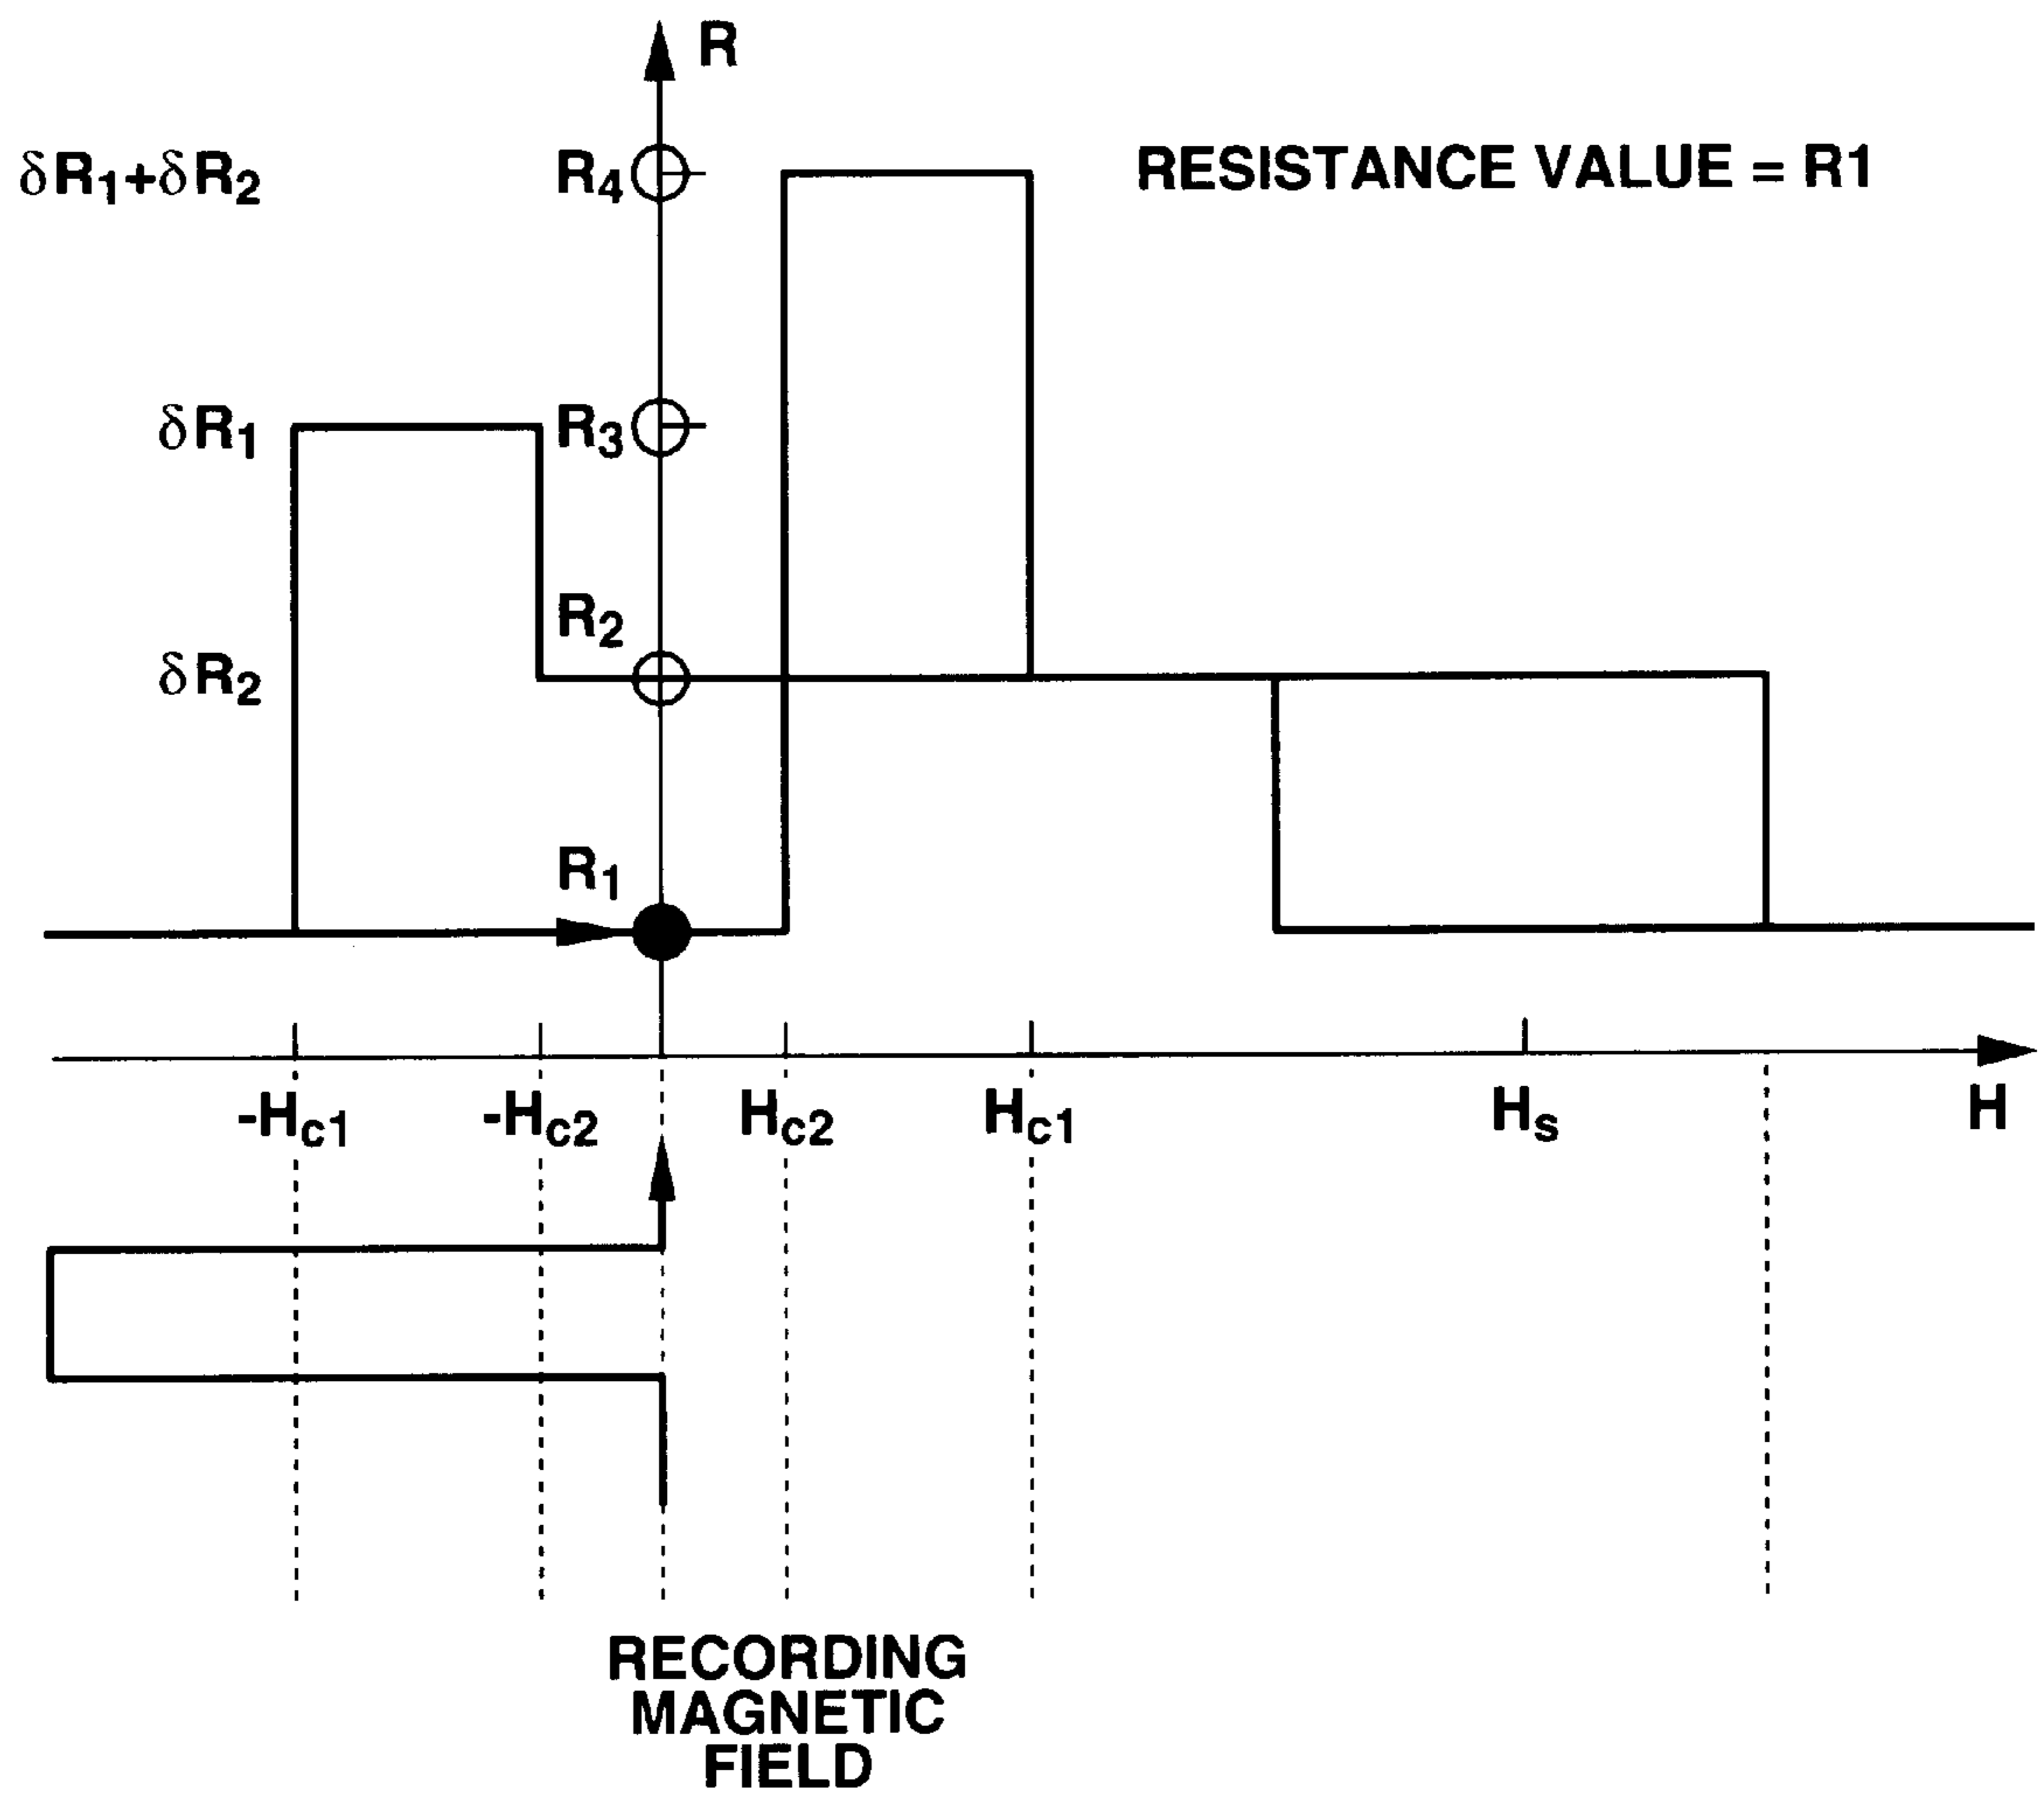 R
δR₁+δR₂ R₄ RESISTANCE VALUE = R1
δR₁ R₃
R₂
δR₂
R₁
-Hc1 -Hc2 Hc2 Hc1 Hs H
RECORDING
MAGNETIC
FIELD